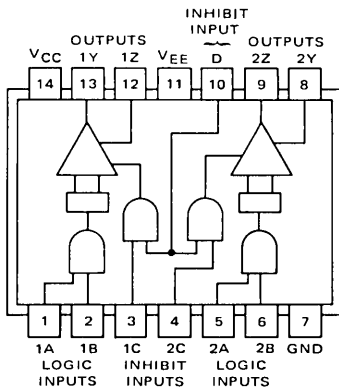 INHIBIT
OUTPUTS INPUT OUTPUTS
VCC 1Y 1Z VEE D 2Z 2Y
14 13 12 11 10 9 8
1 2 3 4 5 6 7
1A 1B 1C 2C 2A 2B GND
LOGIC INHIBIT LOGIC
INPUTS INPUTS INPUTS